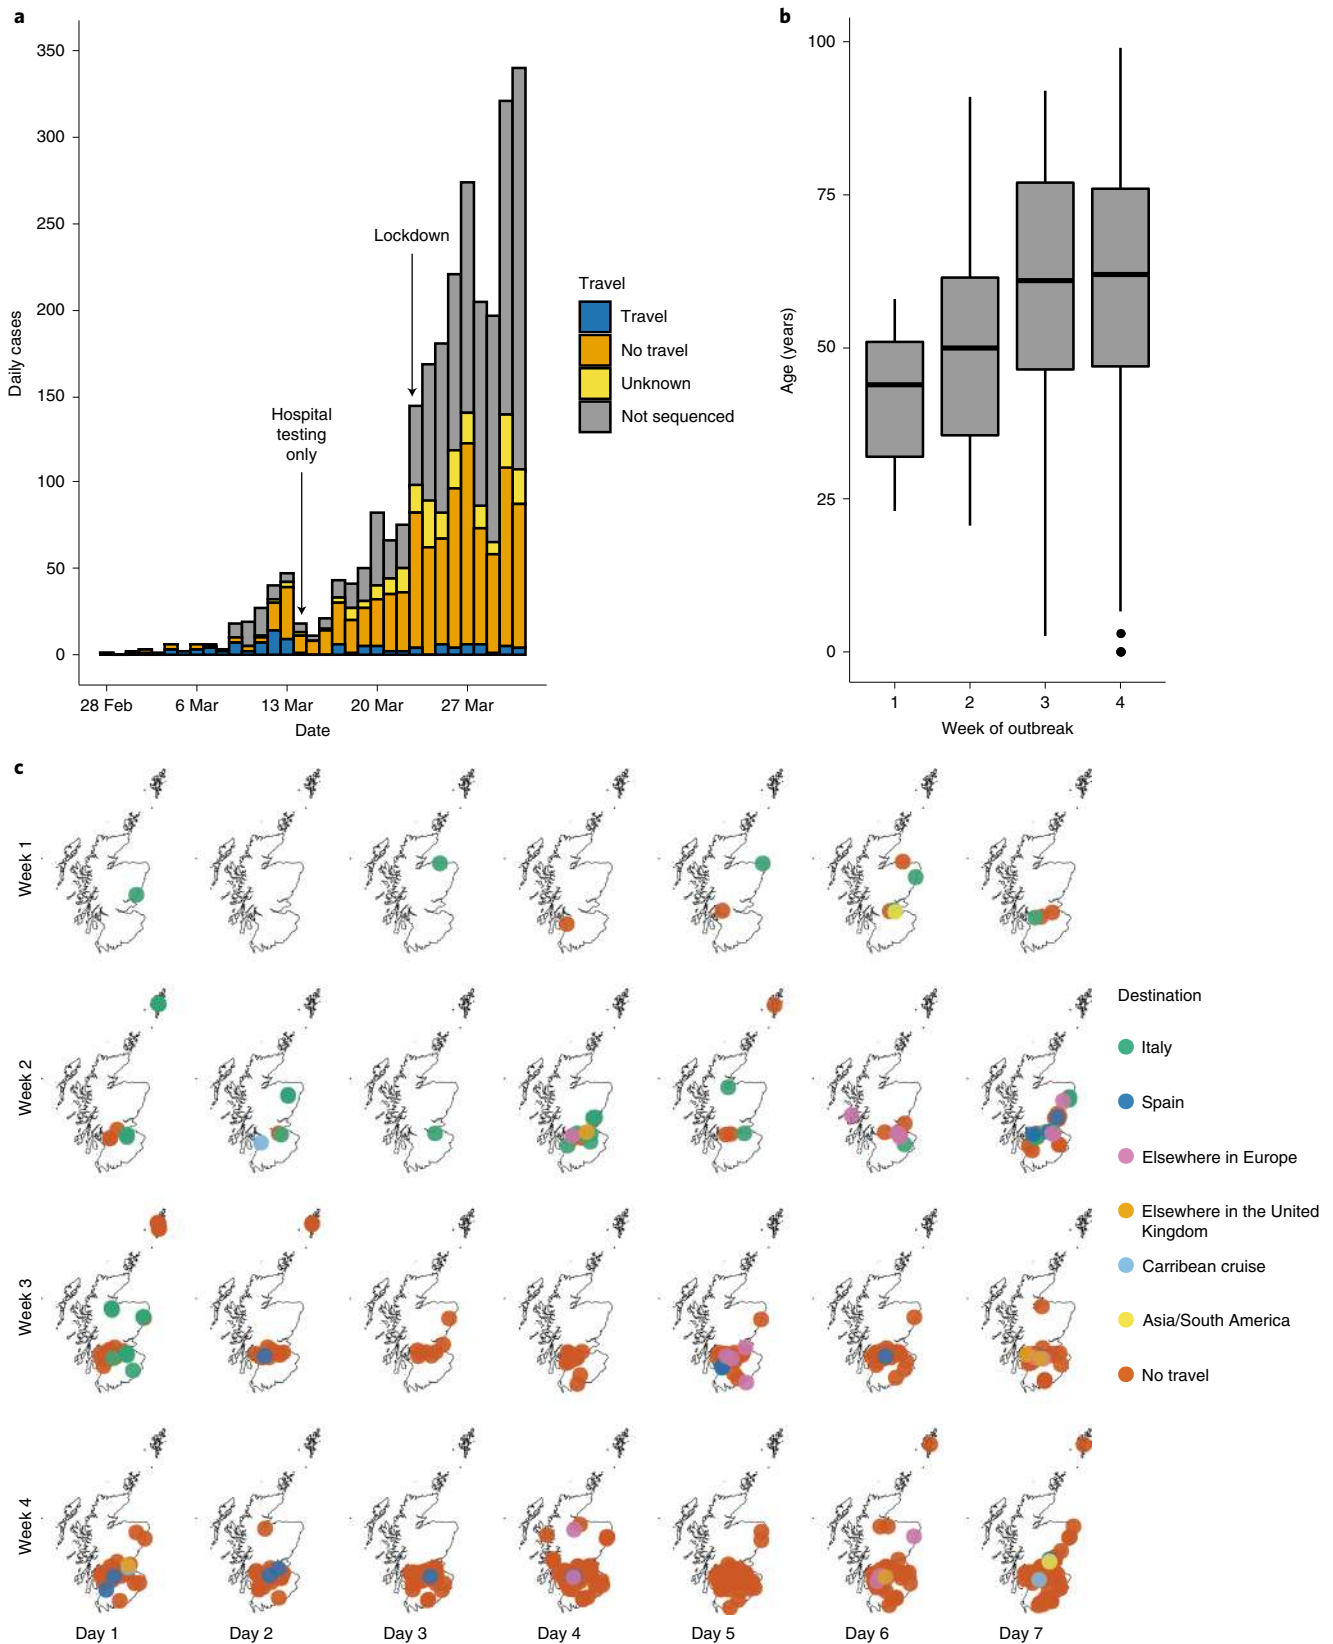 a
350
300
250
200
150
100
50
0
Daily cases
28 Feb
6 Mar
13 Mar
20 Mar
27 Mar
Date
Hospital
testing
only
Lockdown
Travel
Travel
No travel
Unknown
Not sequenced
b
100
75
50
25
0
Age (years)
1
2
3
4
Week of outbreak
c
Week 1
Week 2
Week 3
Week 4
Day 1
Day 2
Day 3
Day 4
Day 5
Day 6
Day 7
Destination
Italy
Spain
Elsewhere in Europe
Elsewhere in the United
Kingdom
Carribean cruise
Asia/South America
No travel